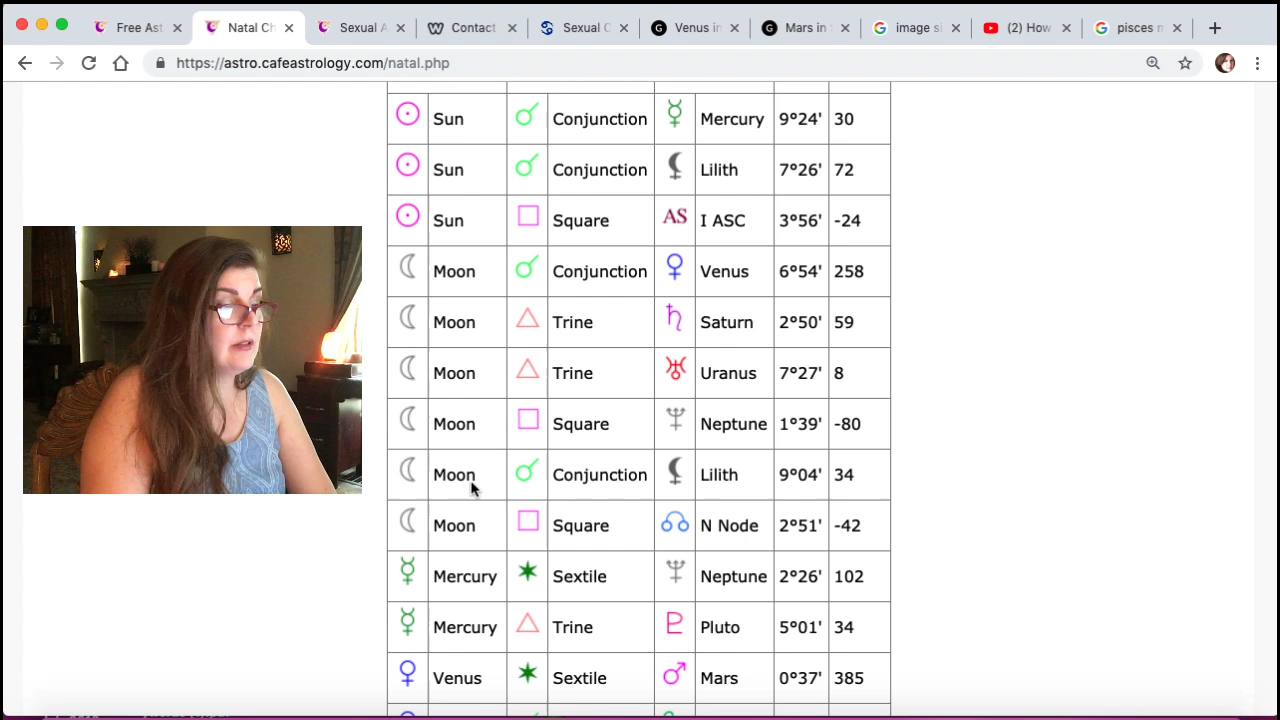 Free Ast
Natal Ch
Sexual A
Contact
Sexual C
Venus in
Mars in
image si
(2) How
pisces m
https://astro.cafeastrology.com/natal.php
Sun Conjunction Mercury 9°24' 30
Sun Conjunction Lilith 7°26' 72
Sun Square AS I ASC 3°56' -24
Moon Conjunction Venus 6°54' 258
Moon Trine Saturn 2°50' 59
Moon Trine Uranus 7°27' 8
Moon Square Neptune 1°39' -80
Moon Conjunction Lilith 9°04' 34
Moon Square N Node 2°51' -42
Mercury Sextile Neptune 2°26' 102
Mercury Trine Pluto 5°01' 34
Venus Sextile Mars 0°37' 385